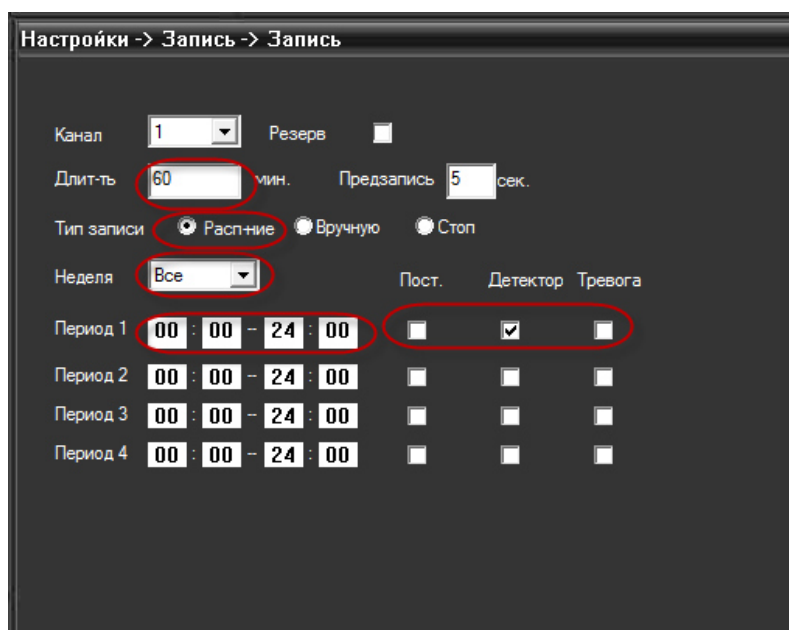 Настройки -> Запись -> Запись
Канал 1 Резерв
Длит-ть 60 мин. Предзапись 5 сек.
Тип записи Расп-ние Вручную Стоп
Неделя Все Пост. Детектор Тревога
Период 1 00 : 00 - 24 : 00
Период 2 00 : 00 - 24 : 00
Период 3 00 : 00 - 24 : 00
Период 4 00 : 00 - 24 : 00